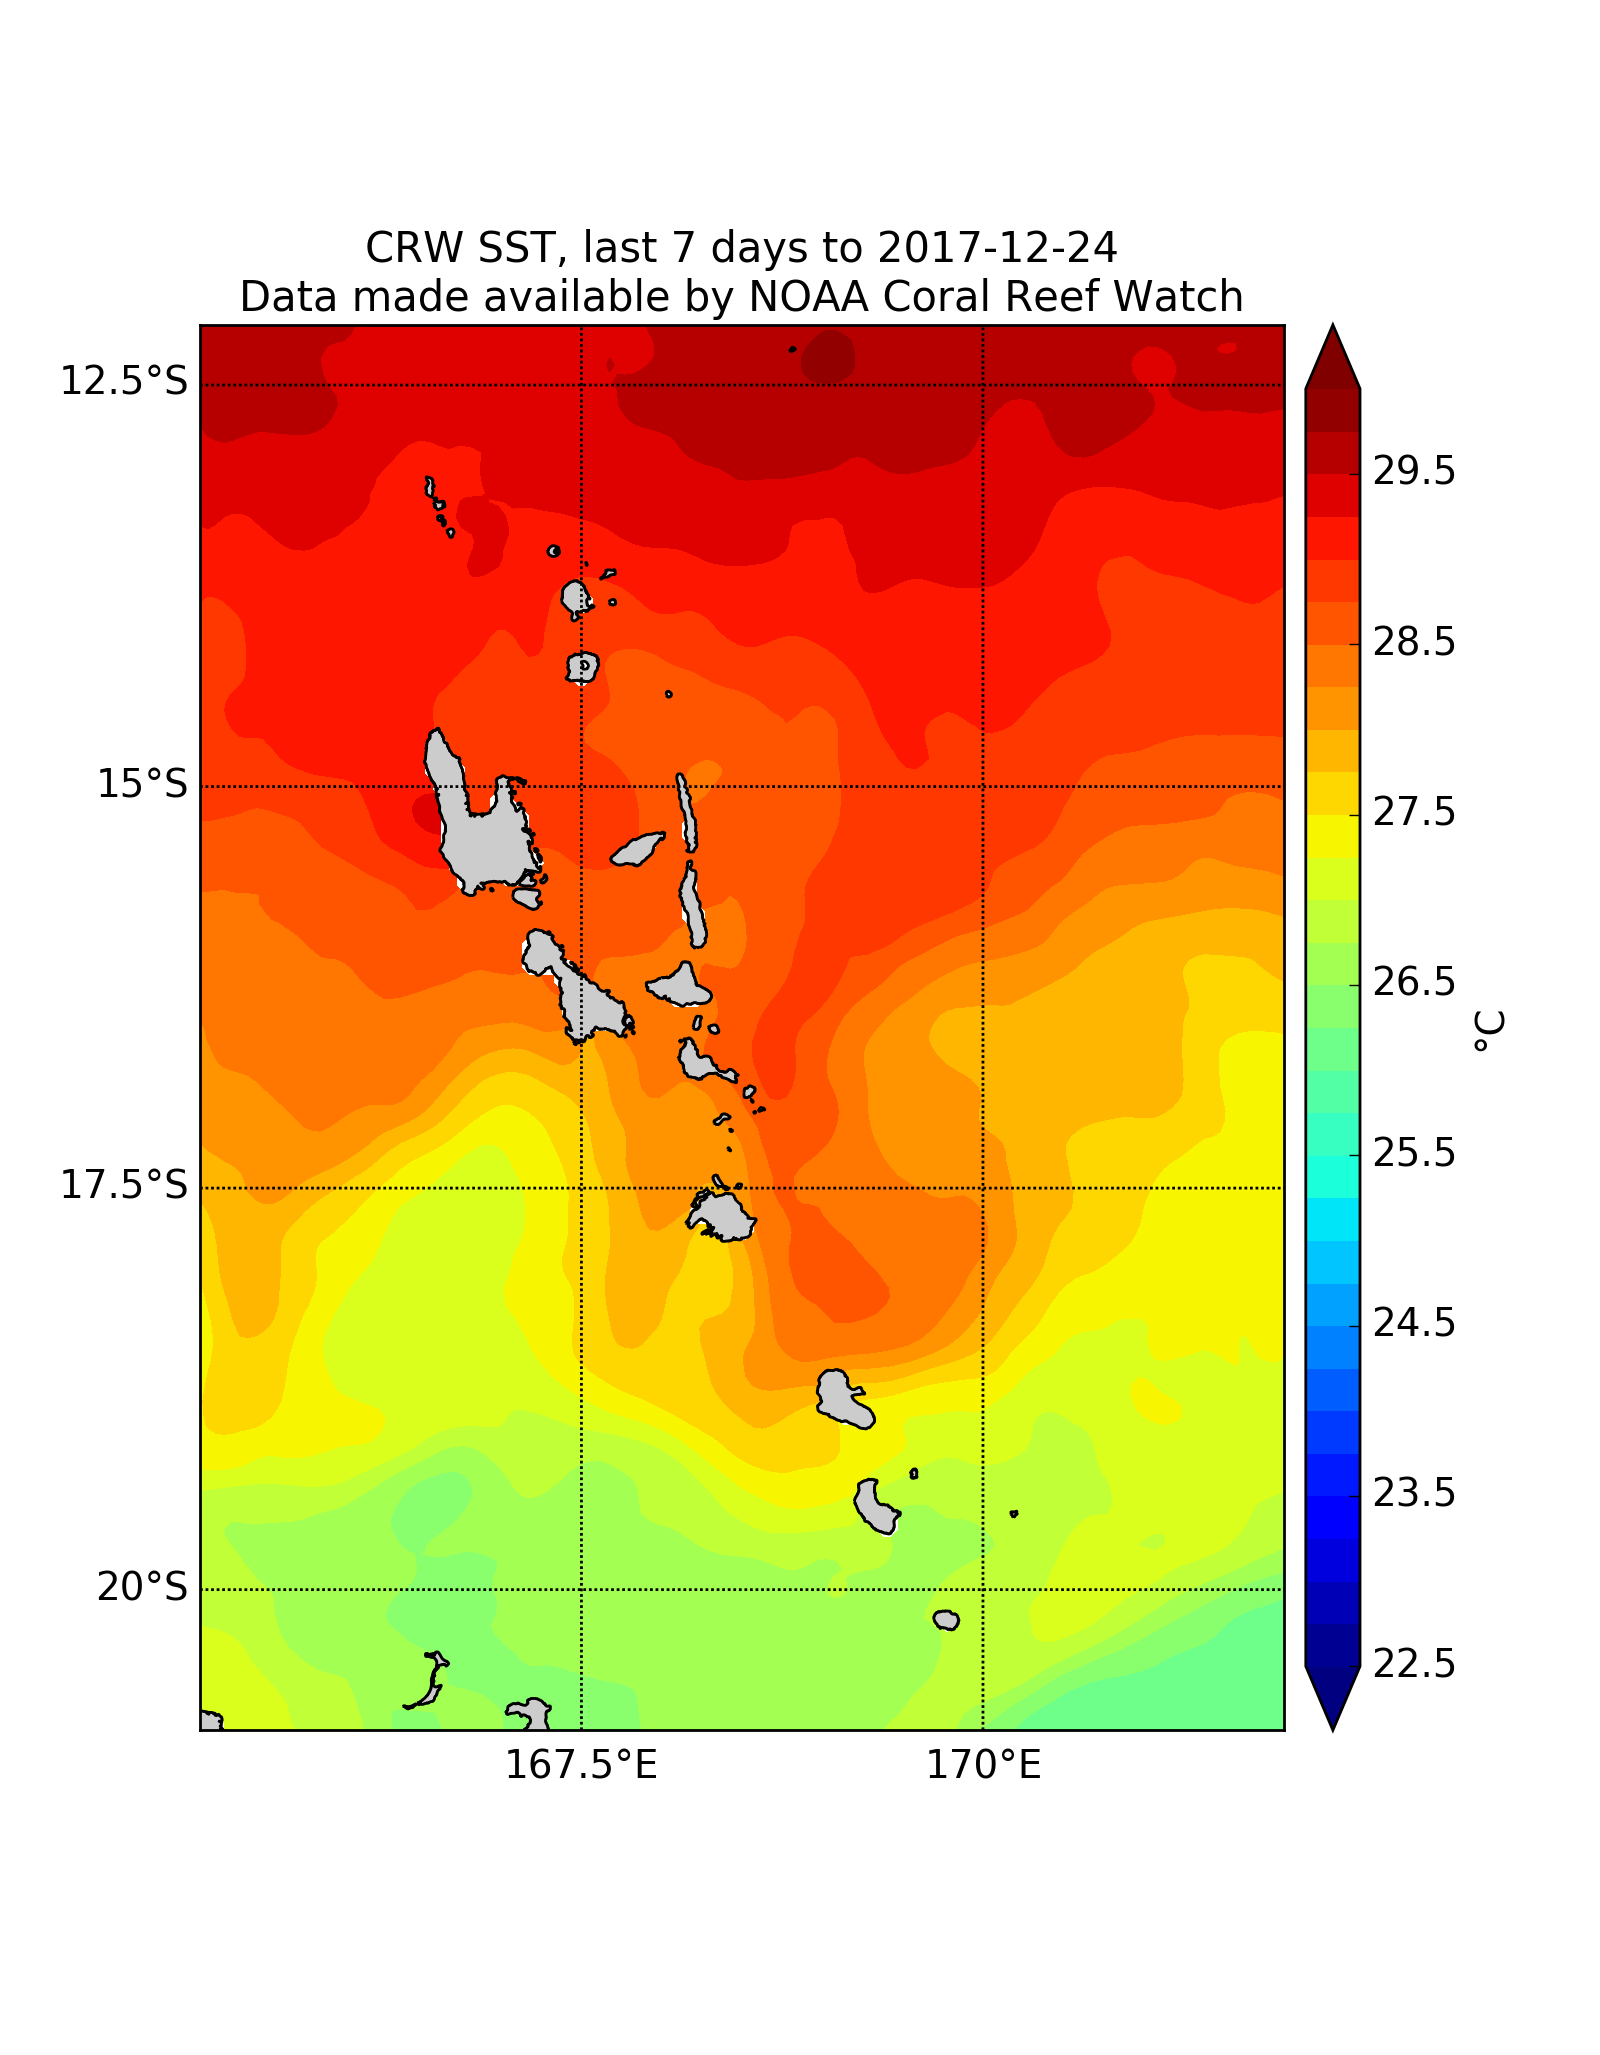 CRW SST, last 7 days to 2017-12-24
Data made available by NOAA Coral Reef Watch
12.5°S
15°S
17.5°S
20°S
167.5°E
170°E
29.5
28.5
27.5
26.5
25.5
24.5
23.5
22.5
°C